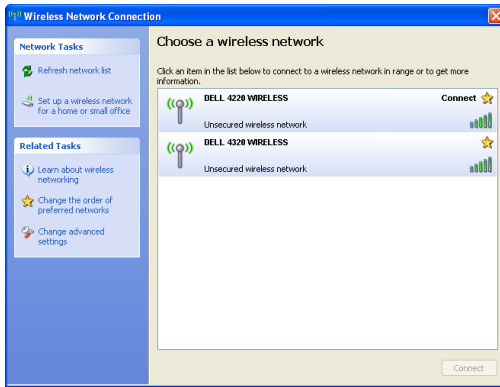 Wireless Network Connection
Network Tasks
Refresh network list
Set up a wireless network
for a home or small office
Related Tasks
Learn about wireless
networking
Change the order of
preferred networks
Change advanced
settings
Choose a wireless network
Click an item in the list below to connect to a wireless network in range or to get more
information.
DELL 4220 WIRELESS
Connect
Unsecured wireless network
DELL 4320 WIRELESS
Unsecured wireless network
Connect